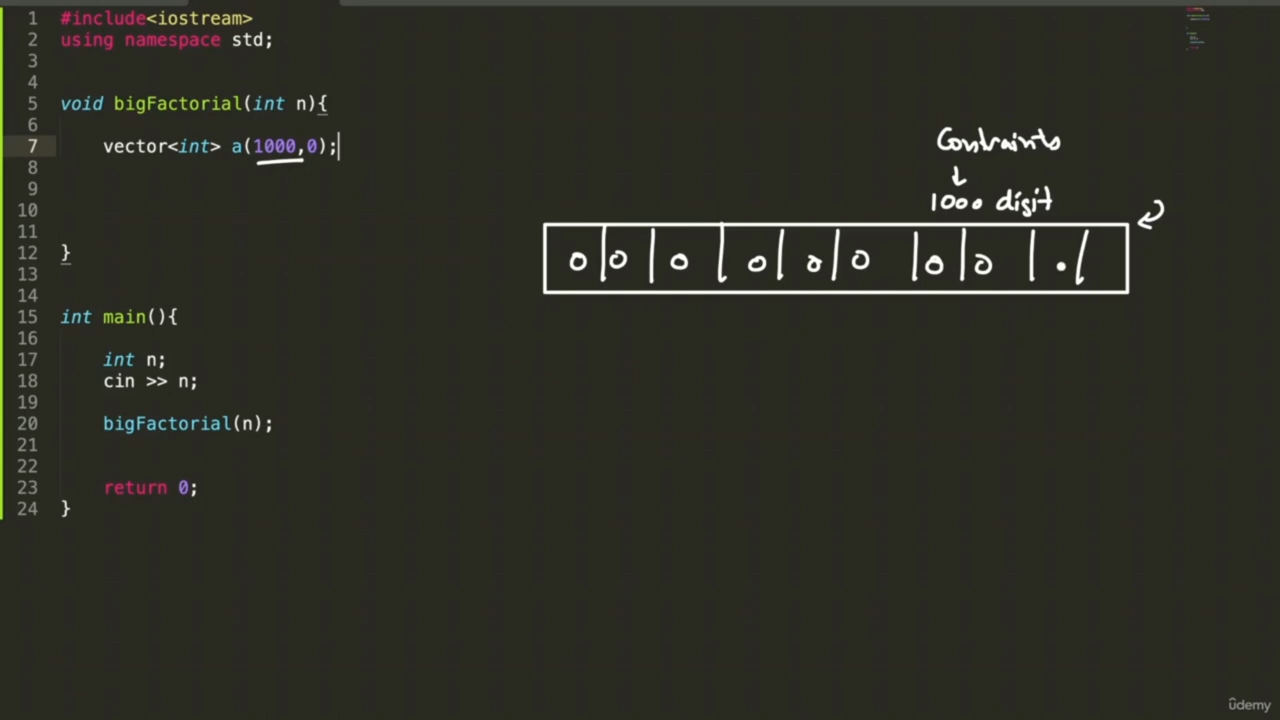 1 #include<iostream>
2 using namespace std;
3
4
5 void bigFactorial(int n){
6
7 vector<int> a(1000,0);
8
9
10
11
12 }
13
14
15 int main(){
16
17 int n;
18 cin >> n;
19
20 bigFactorial(n);
21
22
23 return 0;
24 }
Constraints
1000 digit
0 0 0 0 0 0 0 0 .
ûdemy